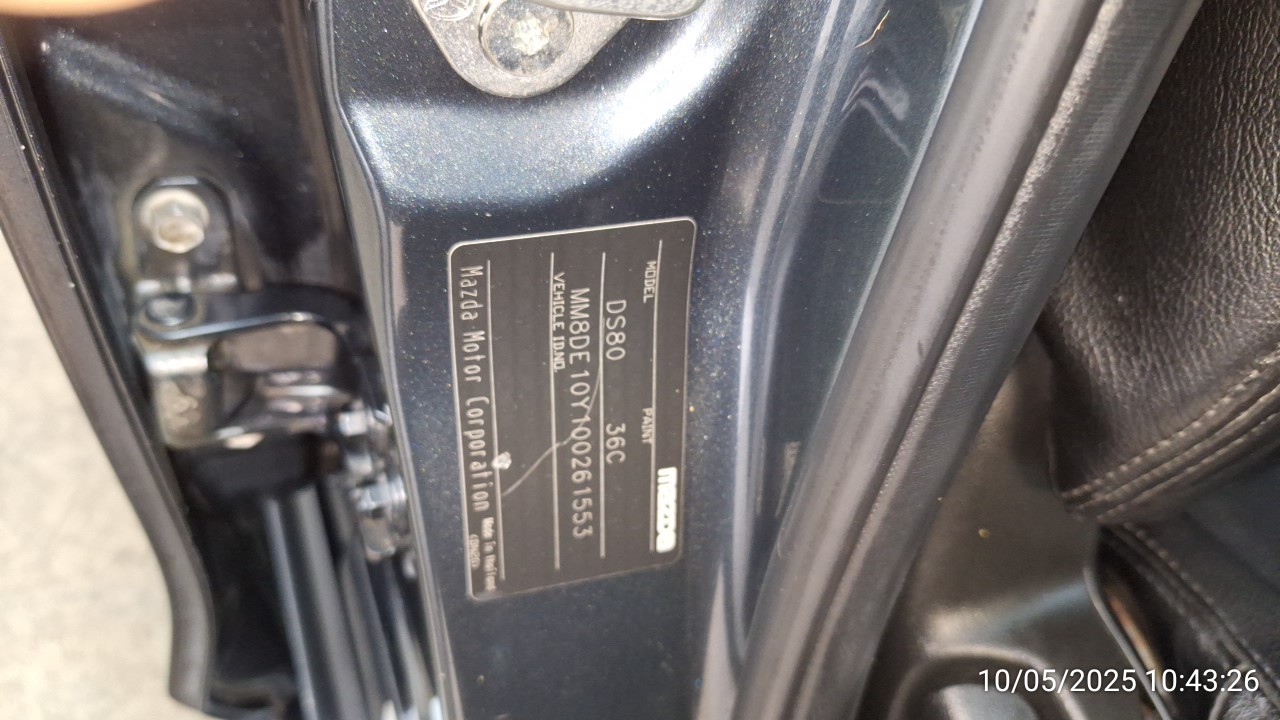 mazda
MODEL PAINT
DS80 36C
MM8DE10Y100261553
VEHICLE ID.NO.
Mazda Motor Corporation Made in Thailand
10/05/2025 10:43:26